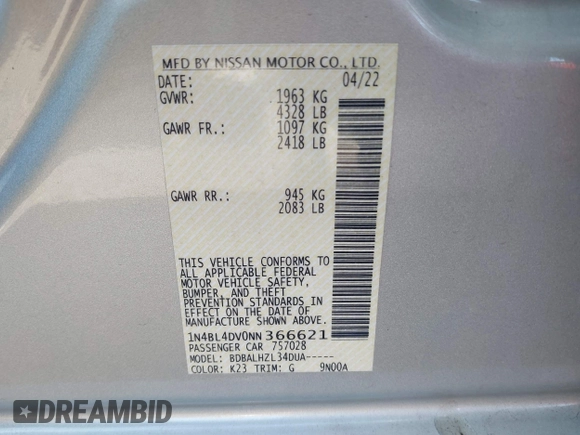 MFD BY NISSAN MOTOR CO., LTD.
DATE: 04/22
GVWR: 1963 KG
4328 LB
GAWR FR.: 1097 KG
2418 LB
GAWR RR.: 945 KG
2083 LB
THIS VEHICLE CONFORMS TO
ALL APPLICABLE FEDERAL
MOTOR VEHICLE SAFETY,
BUMPER, AND THEFT
PREVENTION STANDARDS IN
EFFECT ON THE DATE OF
MANUFACTURE SHOWN ABOVE.
1N4BL4DV0NN366621
PASSENGER CAR 757028
MODEL: BDBALHZL34DUA-----
COLOR: K23 TRIM: G 9N00A
DREAMBID